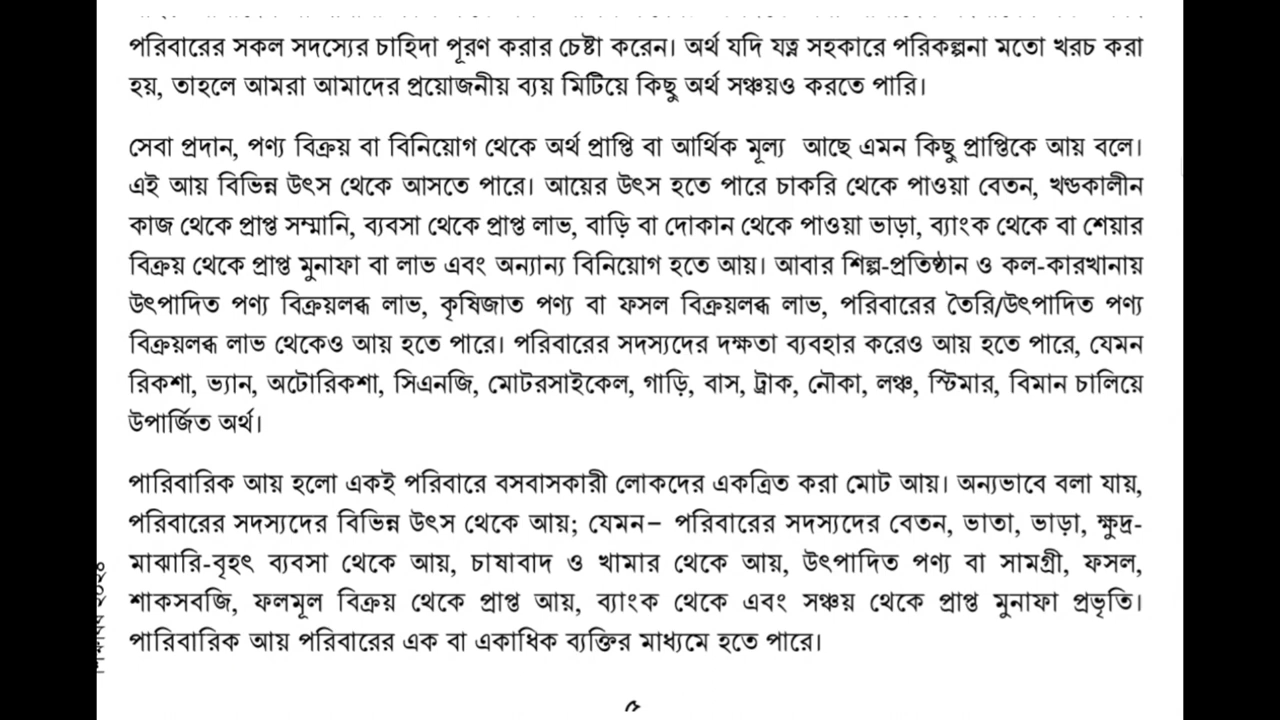 পরিবারের সকল সদস্যের চাহিদা পূরণ করার চেষ্টা করেন। অর্থ যদি যত্ন সহকারে পরিকল্পনা মতো খরচ করা
হয়, তাহলে আমরা আমাদের প্রয়োজনীয় ব্যয় মিটিয়ে কিছু অর্থ সঞ্চয়ও করতে পারি।
সেবা প্রদান, পণ্য বিক্রয় বা বিনিয়োগ থেকে অর্থ প্রাপ্তি বা আর্থিক মূল্য আছে এমন কিছু প্রাপ্তিকে আয় বলে।
এই আয় বিভিন্ন উৎস থেকে আসতে পারে। আয়ের উৎস হতে পারে চাকরি থেকে পাওয়া বেতন, খণ্ডকালীন
কাজ থেকে প্রাপ্ত সম্মানি, ব্যবসা থেকে প্রাপ্ত লাভ, বাড়ি বা দোকান থেকে পাওয়া ভাড়া, ব্যাংক থেকে বা শেয়ার
বিক্রয় থেকে প্রাপ্ত মুনাফা বা লাভ এবং অন্যান্য বিনিয়োগ হতে আয়। আবার শিল্প-প্রতিষ্ঠান ও কল-কারখানায়
উৎপাদিত পণ্য বিক্রয়লব্ধ লাভ, কৃষিজাত পণ্য বা ফসল বিক্রয়লব্ধ লাভ, পরিবারের তৈরি/উৎপাদিত পণ্য
বিক্রয়লব্ধ লাভ থেকেও আয় হতে পারে। পরিবারের সদস্যদের দক্ষতা ব্যবহার করেও আয় হতে পারে, যেমন
রিকশা, ভ্যান, অটোরিকশা, সিএনজি, মোটরসাইকেল, গাড়ি, বাস, ট্রাক, নৌকা, লঞ্চ, স্টিমার, বিমান চালিয়ে
উপার্জিত অর্থ।
পারিবারিক আয় হলো একই পরিবারে বসবাসকারী লোকদের একত্রিত করা মোট আয়। অন্যভাবে বলা যায়,
পরিবারের সদস্যদের বিভিন্ন উৎস থেকে আয়; যেমন– পরিবারের সদস্যদের বেতন, ভাতা, ভাড়া, ক্ষুদ্র-
মাঝারি-বৃহৎ ব্যবসা থেকে আয়, চাষাবাদ ও খামার থেকে আয়, উৎপাদিত পণ্য বা সামগ্রী, ফসল,
শাকসবজি, ফলমূল বিক্রয় থেকে প্রাপ্ত আয়, ব্যাংক থেকে এবং সঞ্চয় থেকে প্রাপ্ত মুনাফা প্রভৃতি।
পারিবারিক আয় পরিবারের এক বা একাধিক ব্যক্তির মাধ্যমে হতে পারে।